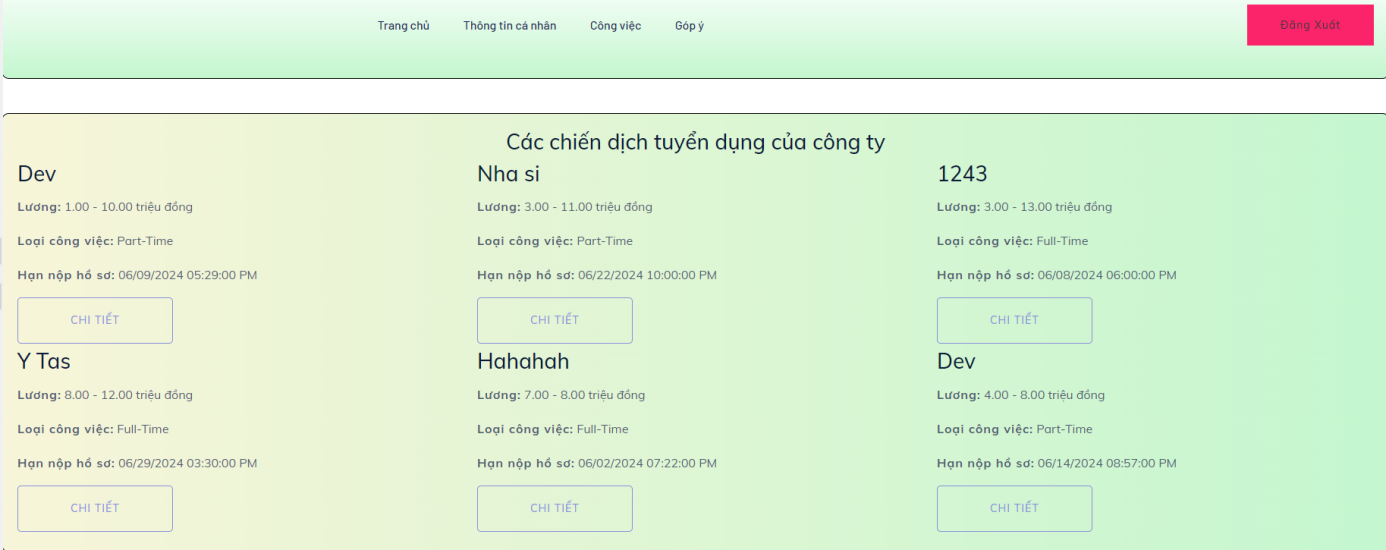 Trang chủ Thông tin cá nhân Công việc Góp ý Đăng Xuất
Các chiến dịch tuyển dụng của công ty
Dev
Lương: 1.00 - 10.00 triệu đồng
Loại công việc: Part-Time
Hạn nộp hồ sơ: 06/09/2024 05:29:00 PM
CHI TIẾT
Nha si
Lương: 3.00 - 11.00 triệu đồng
Loại công việc: Part-Time
Hạn nộp hồ sơ: 06/22/2024 10:00:00 PM
CHI TIẾT
1243
Lương: 3.00 - 13.00 triệu đồng
Loại công việc: Full-Time
Hạn nộp hồ sơ: 06/08/2024 06:00:00 PM
CHI TIẾT
Y Tas
Lương: 8.00 - 12.00 triệu đồng
Loại công việc: Full-Time
Hạn nộp hồ sơ: 06/29/2024 03:30:00 PM
CHI TIẾT
Hahahah
Lương: 7.00 - 8.00 triệu đồng
Loại công việc: Full-Time
Hạn nộp hồ sơ: 06/02/2024 07:22:00 PM
CHI TIẾT
Dev
Lương: 4.00 - 8.00 triệu đồng
Loại công việc: Part-Time
Hạn nộp hồ sơ: 06/14/2024 08:57:00 PM
CHI TIẾT